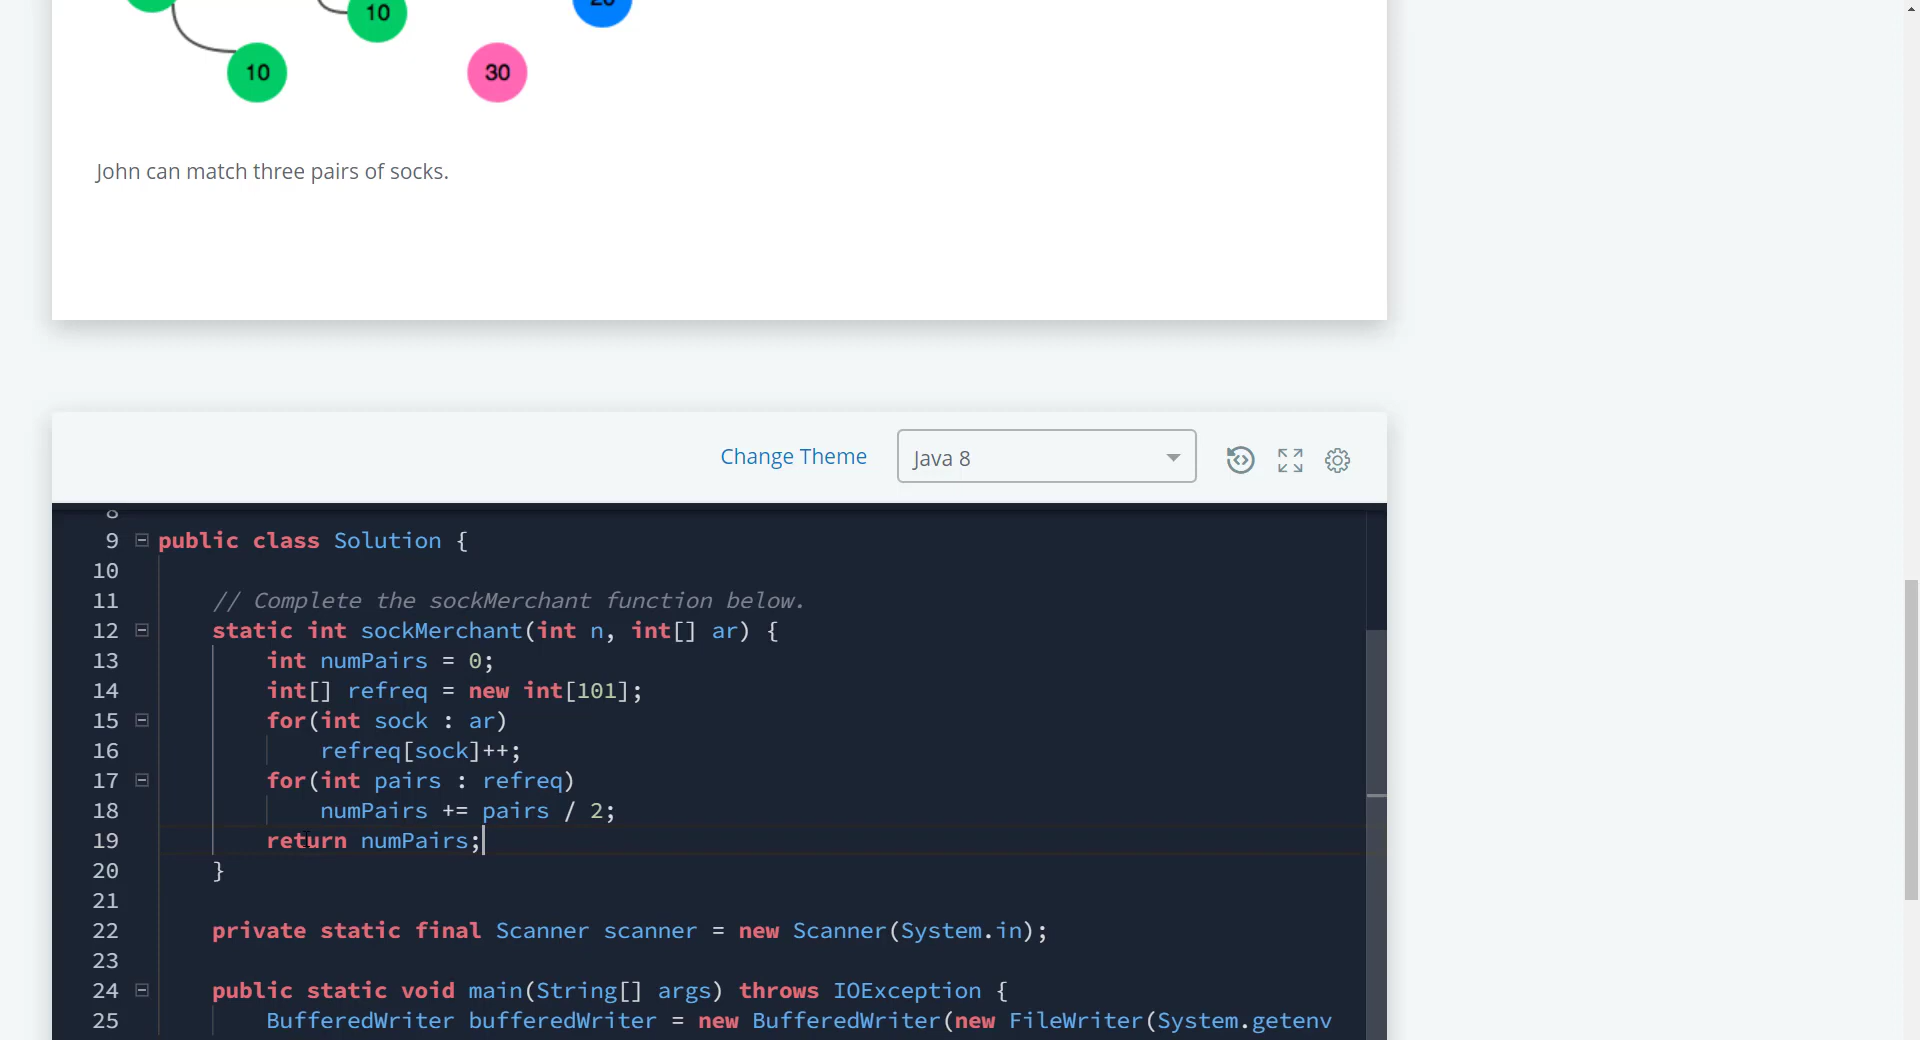 10
20
10
30
John can match three pairs of socks.
Change Theme
Java 8
8
9 public class Solution {
10
11 // Complete the sockMerchant function below.
12 static int sockMerchant(int n, int[] ar) {
13 int numPairs = 0;
14 int[] refreq = new int[101];
15 for(int sock : ar)
16 refreq[sock]++;
17 for(int pairs : refreq)
18 numPairs += pairs / 2;
19 return numPairs;
20 }
21
22 private static final Scanner scanner = new Scanner(System.in);
23
24 public static void main(String[] args) throws IOException {
25 BufferedWriter bufferedWriter = new BufferedWriter(new FileWriter(System.getenv